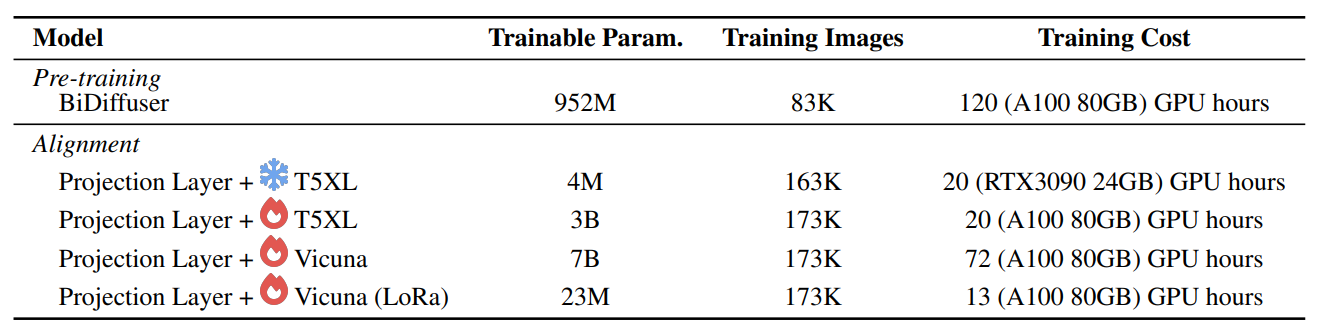 Model Trainable Param. Training Images Training Cost
Pre-training
BiDiffuser 952M 83K 120 (A100 80GB) GPU hours
Alignment
Projection Layer + T5XL 4M 163K 20 (RTX3090 24GB) GPU hours
Projection Layer + T5XL 3B 173K 20 (A100 80GB) GPU hours
Projection Layer + Vicuna 7B 173K 72 (A100 80GB) GPU hours
Projection Layer + Vicuna (LoRa) 23M 173K 13 (A100 80GB) GPU hours